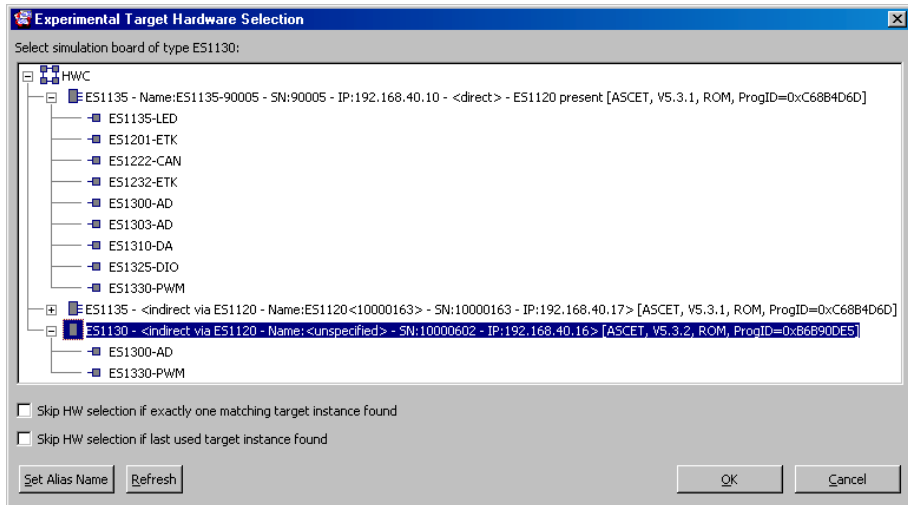 Experimental Target Hardware Selection
Select simulation board of type ES1130:
HWC
ES1135 - Name:ES1135-90005 - SN:90005 - IP:192.168.40.10 - <direct> - ES1120 present [ASCET, V5.3.1, ROM, ProgID=0xC68B4D6D]
ES1135-LED
ES1201-ETK
ES1222-CAN
ES1232-ETK
ES1300-AD
ES1303-AD
ES1310-DA
ES1325-DIO
ES1330-PWM
ES1135 - <indirect via ES1120 - Name:ES1120<10000163> - SN:10000163 - IP:192.168.40.17> [ASCET, V5.3.1, ROM, ProgID=0xC68B4D6D]
ES1130 - <indirect via ES1120 - Name:<unspecified> - SN:10000602 - IP:192.168.40.16> [ASCET, V5.3.2, ROM, ProgID=0xB6B90DE5]
ES1300-AD
ES1330-PWM
Skip HW selection if exactly one matching target instance found
Skip HW selection if last used target instance found
Set Alias Name Refresh OK Cancel